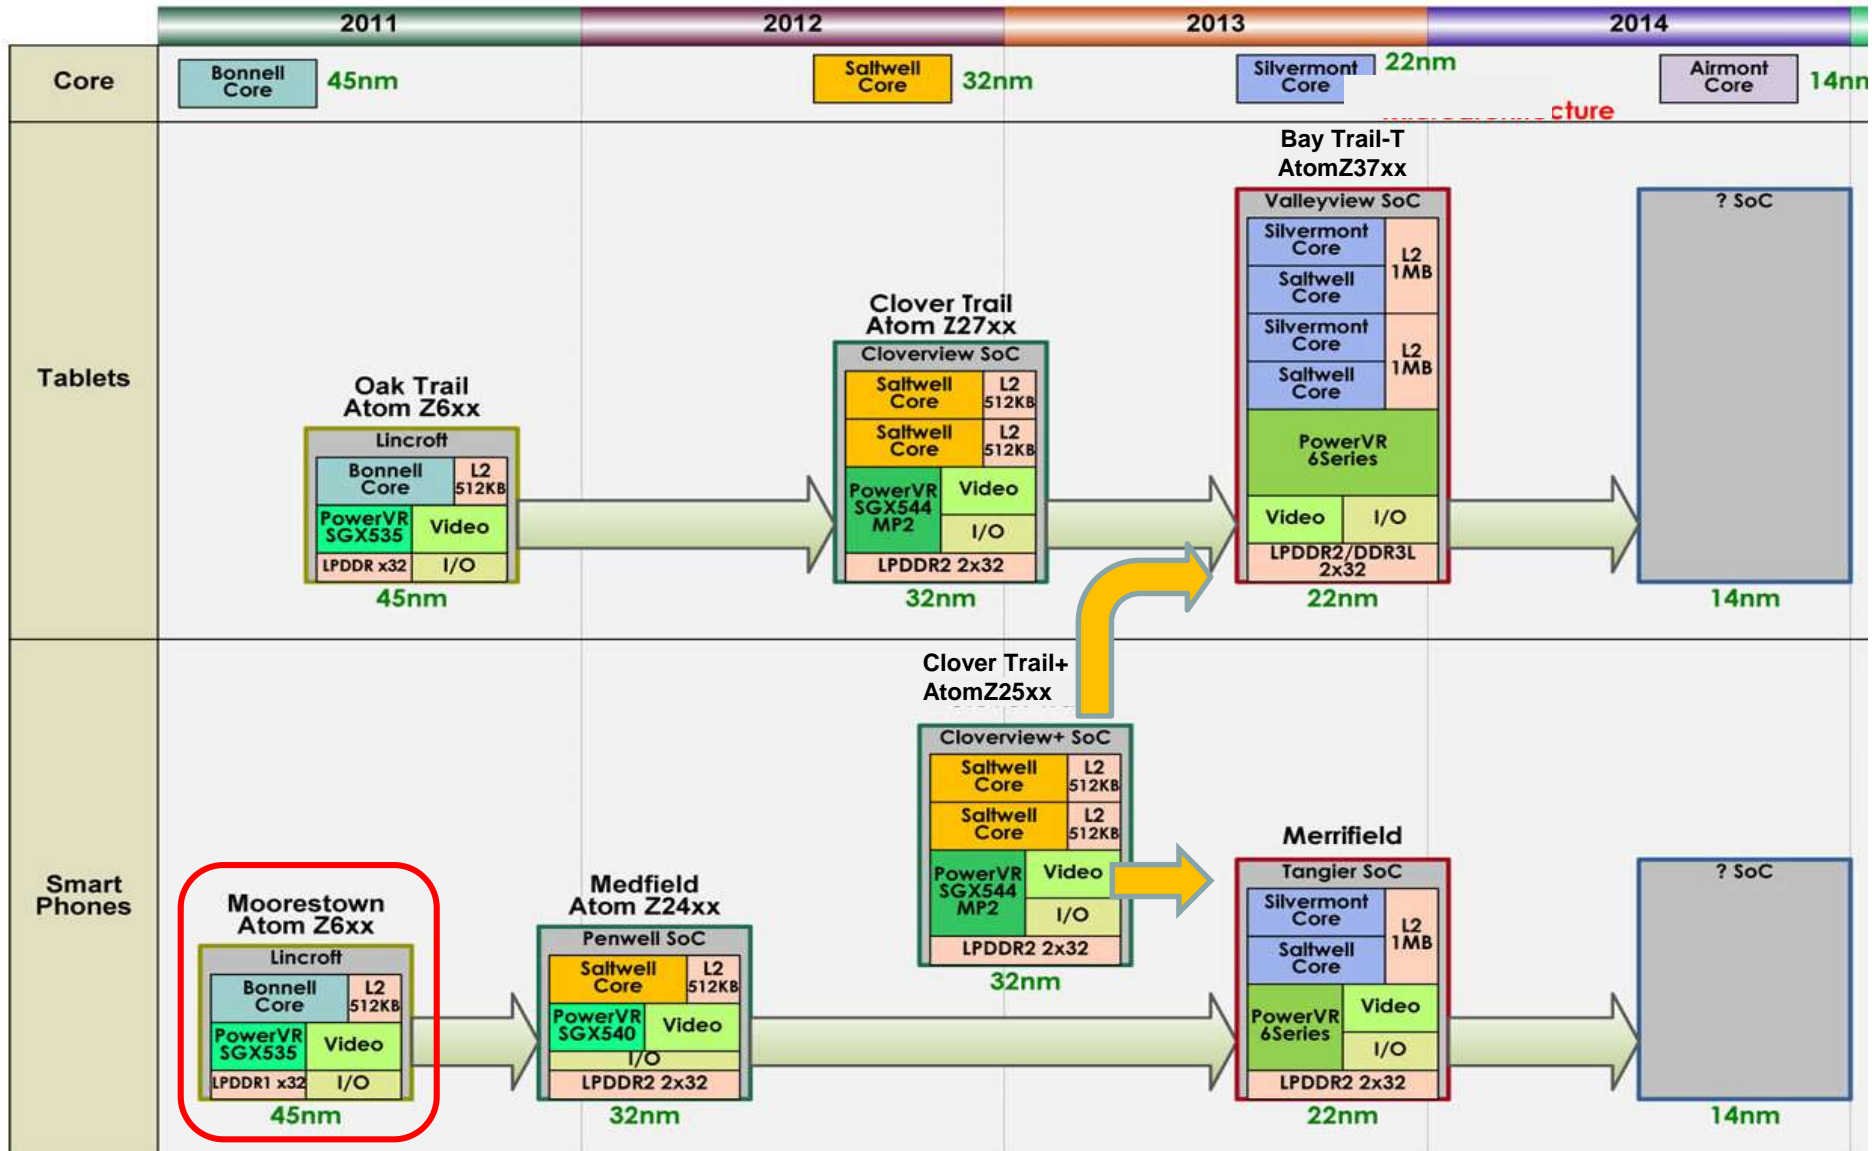 2011
2012
2013
2014
Core
Bonnell
Core
45nm
Saltwell
Core
32nm
Silvermont
Core
22nm
Airmont
Core
14nm
cture
Tablets
Oak Trail
Atom Z6xx
Lincroft
Bonnell
Core
L2
512KB
PowerVR
SGX535
Video
LPDDR x32
I/O
45nm
Clover Trail
Atom Z27xx
Cloverview SoC
Saltwell
Core
L2
512KB
Saltwell
Core
L2
512KB
PowerVR
SGX544
MP2
Video
I/O
LPDDR2 2x32
32nm
Bay Trail-T
AtomZ37xx
Valleyview SoC
Silvermont
Core
Saltwell
Core
L2
1MB
Silvermont
Core
Saltwell
Core
L2
1MB
PowerVR
6Series
Video
I/O
LPDDR2/DDR3L
2x32
22nm
? SoC
14nm
Smart
Phones
Moorestown
Atom Z6xx
Lincroft
Bonnell
Core
L2
512KB
PowerVR
SGX535
Video
LPDDR1 x32
I/O
45nm
Medfield
Atom Z24xx
Penwell SoC
Saltwell
Core
L2
512KB
PowerVR
SGX540
Video
I/O
LPDDR2 2x32
32nm
Clover Trail+
AtomZ25xx
Cloverview+ SoC
Saltwell
Core
L2
512KB
Saltwell
Core
L2
512KB
PowerVR
SGX544
MP2
Video
I/O
LPDDR2 2x32
32nm
Merrifield
Tangier SoC
Silvermont
Core
Saltwell
Core
L2
1MB
PowerVR
6Series
Video
I/O
LPDDR2 2x32
22nm
? SoC
14nm